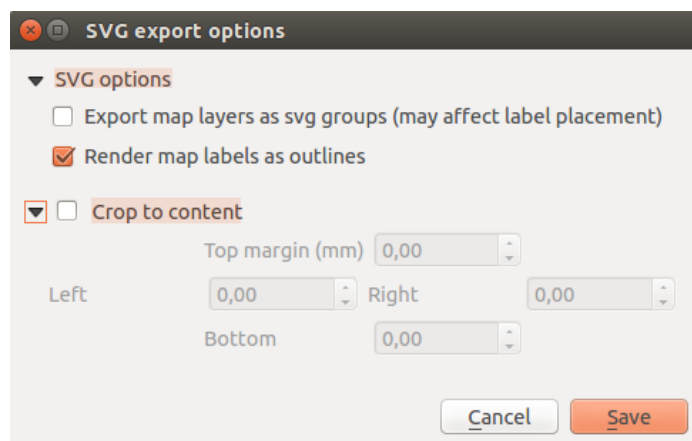 SVG export options
SVG options
Export map layers as svg groups (may affect label placement)
Render map labels as outlines
Crop to content
Top margin (mm) 0,00
Left 0,00 Right 0,00
Bottom 0,00
Cancel Save